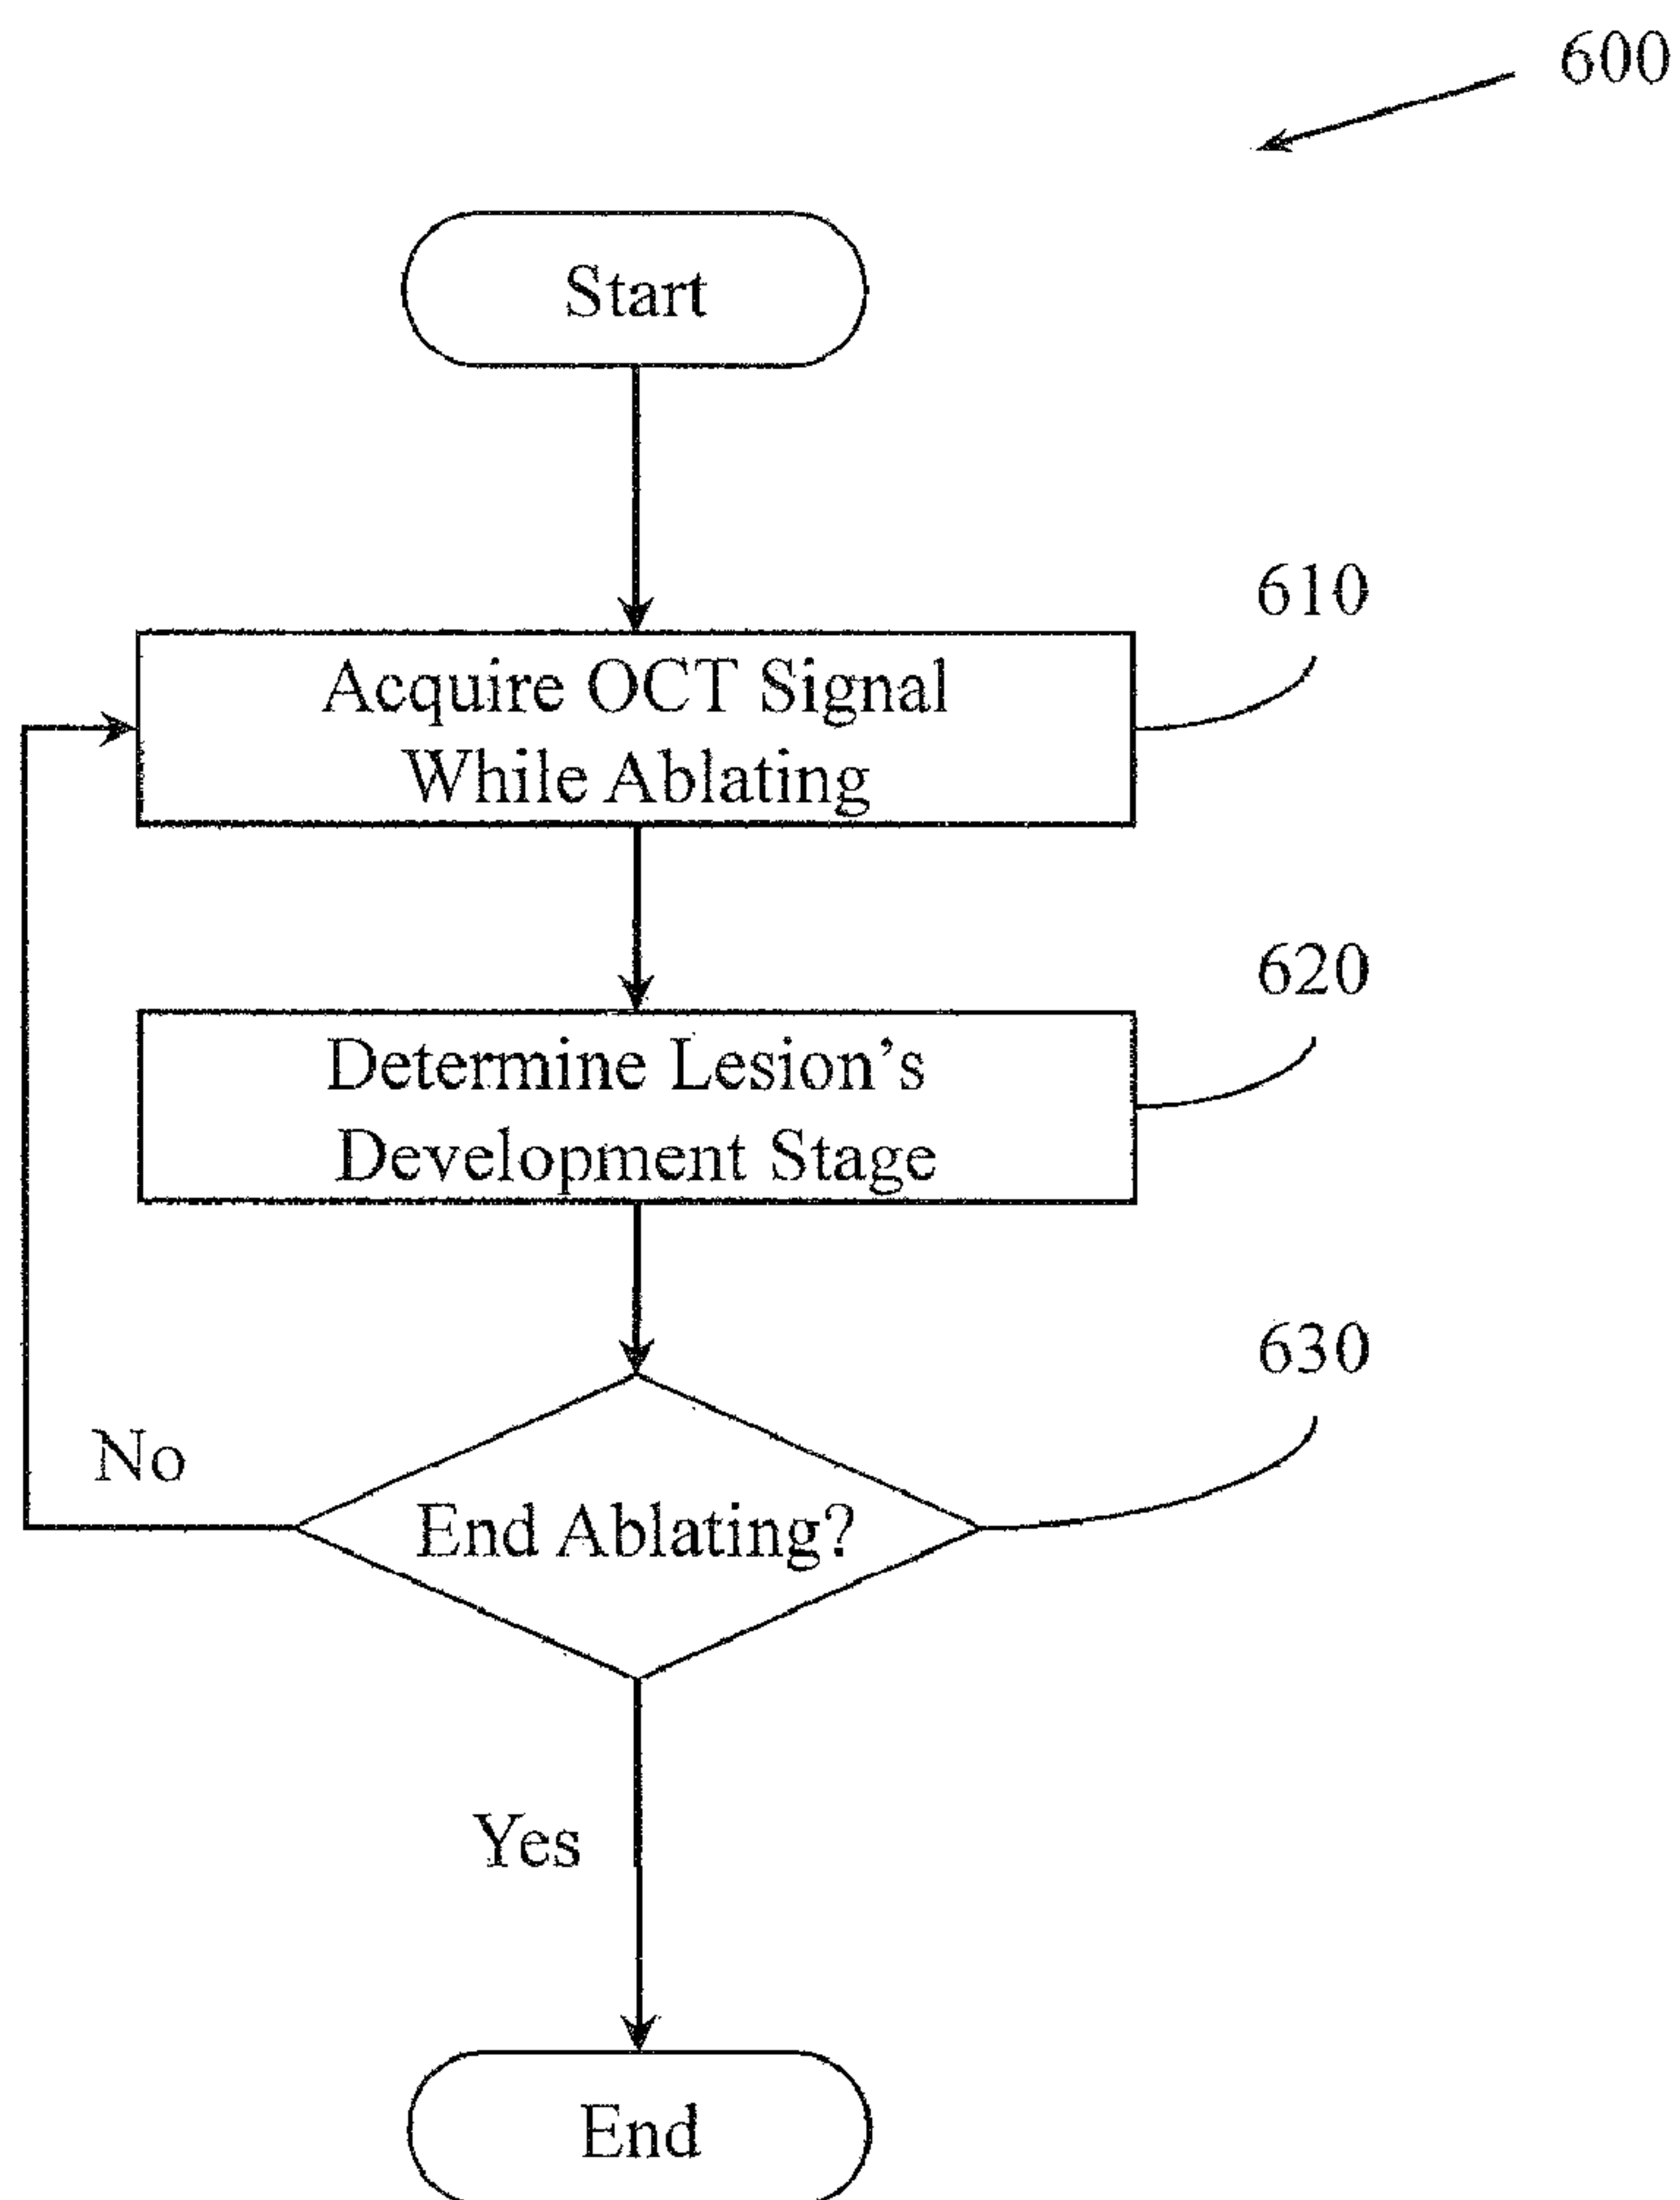 600
Start
610
Acquire OCT Signal
While Ablating
620
Determine Lesion's
Development Stage
630
No
End Ablating?
Yes
End